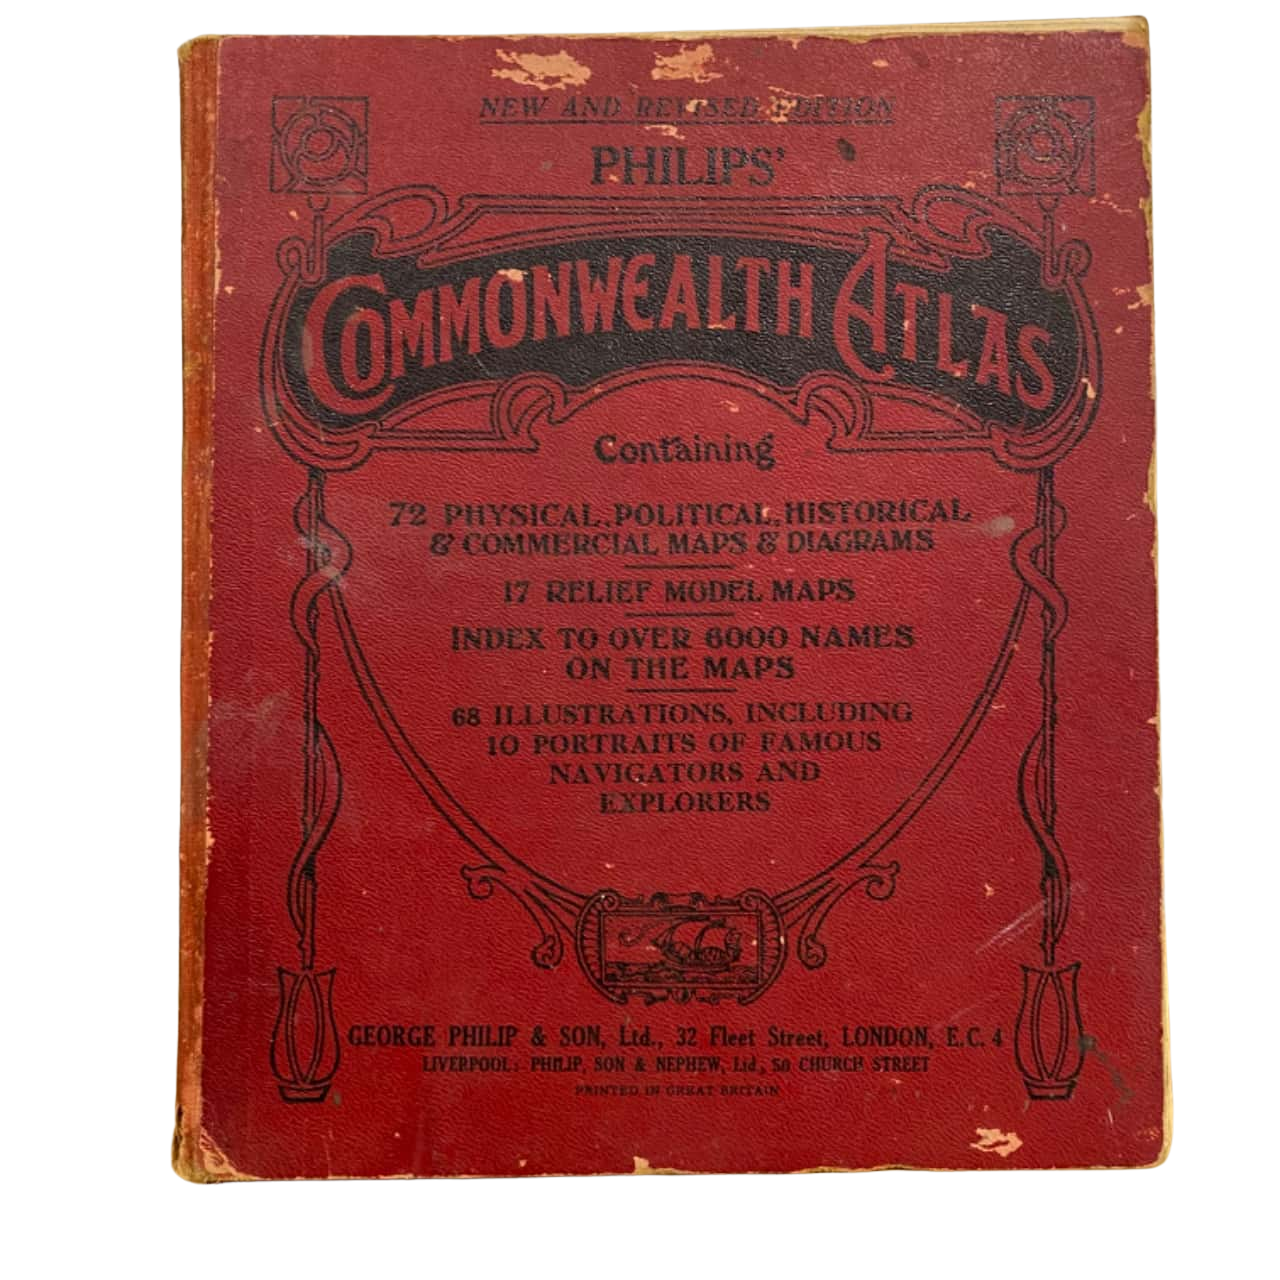 NEW AND REVISED EDITION
PHILIPS'
COMMONWEALTH ATLAS
Containing
72 PHYSICAL, POLITICAL, HISTORICAL
& COMMERCIAL MAPS & DIAGRAMS
17 RELIEF MODEL MAPS
INDEX TO OVER 6000 NAMES
ON THE MAPS
68 ILLUSTRATIONS, INCLUDING
10 PORTRAITS OF FAMOUS
NAVIGATORS AND
EXPLORERS
GEORGE PHILIP & SON, Ltd., 32 Fleet Street, LONDON, E.C. 4
LIVERPOOL: PHILIP, SON & NEPHEW, Ltd., 50 CHURCH STREET
PRINTED IN GREAT BRITAIN